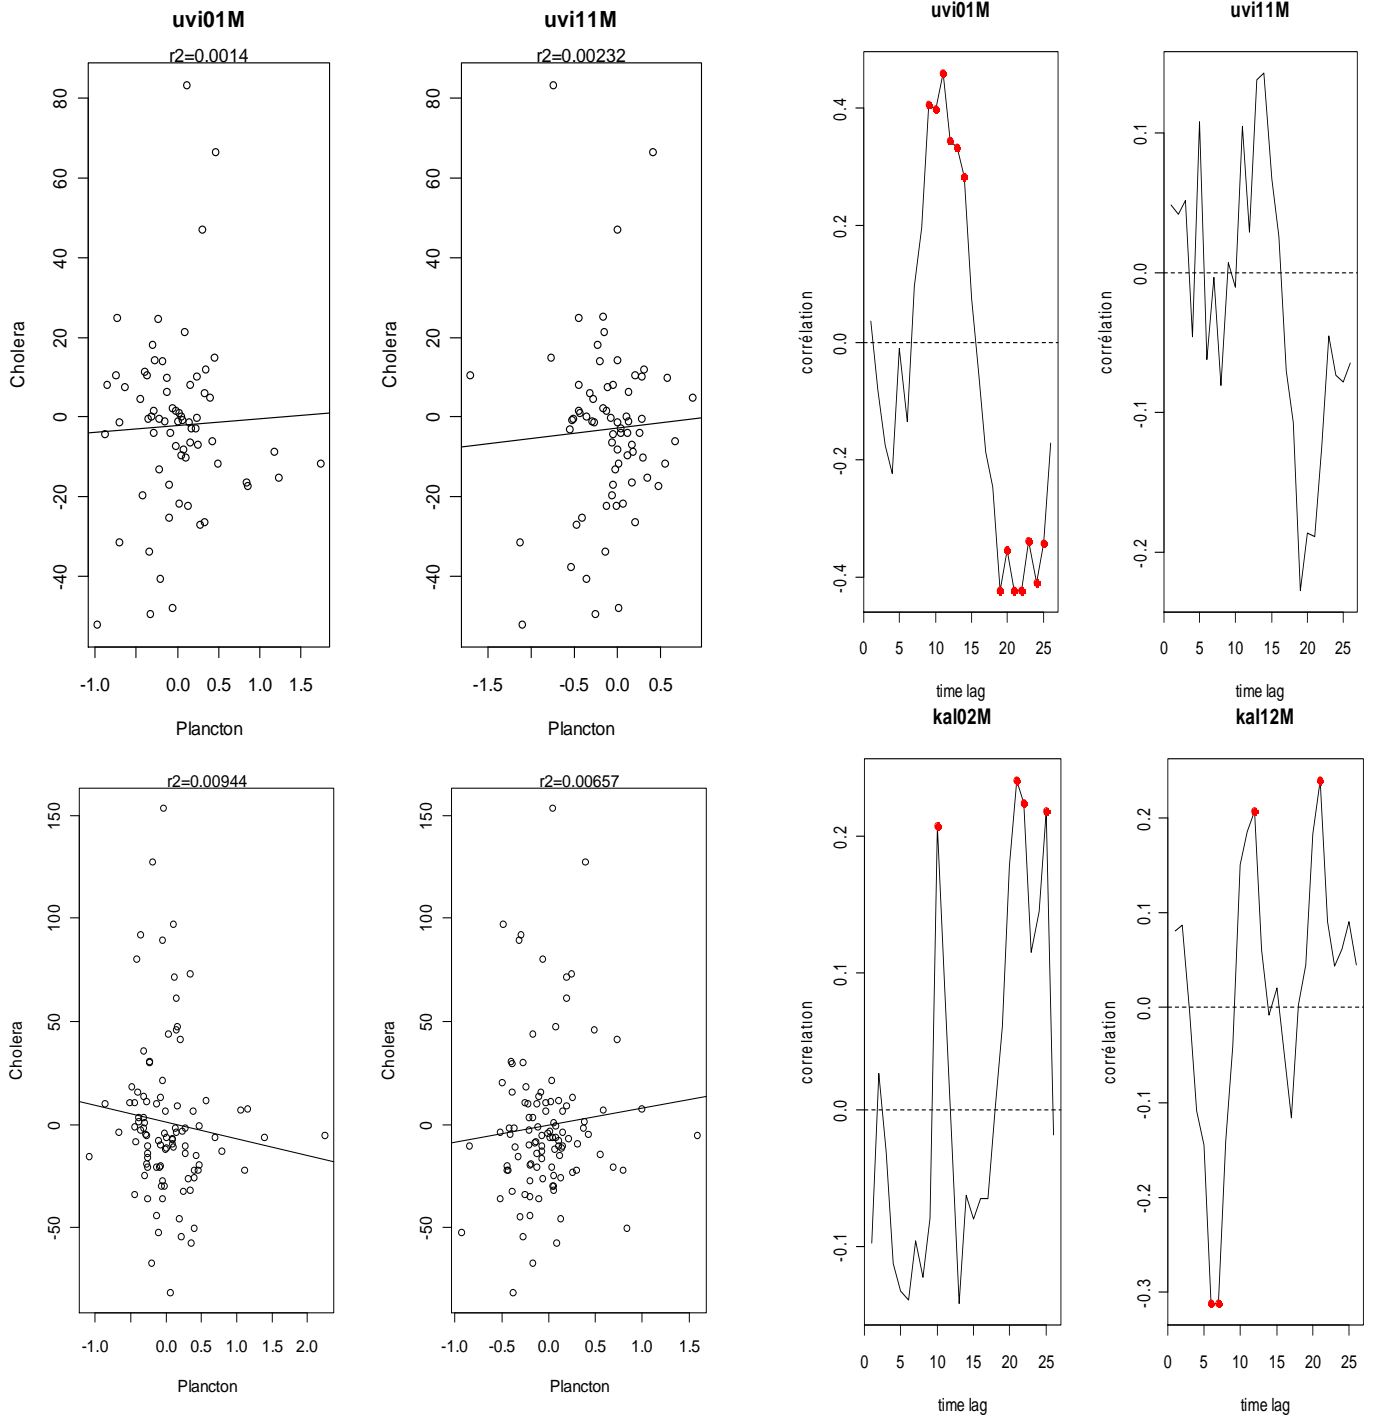 uvi01M
r2=0.0014
Cholera
80
60
40
20
0
-20
-40
-1.0 0.0 0.5 1.0 1.5
Plancton
uvi11M
r2=0.00232
Cholera
80
60
40
20
0
-20
-40
-1.5 -0.5 0.0 0.5
Plancton
uvi01M
corrélation
0.4
0.2
0.0
-0.2
-0.4
0 5 10 15 20 25
time lag
uvi11M
corrélation
0.1
0.0
-0.1
-0.2
0 5 10 15 20 25
time lag
r2=0.00944
Cholera
150
100
50
0
-50
-1.0 0.0 0.5 1.0 2.0
Plancton
r2=0.00657
Cholera
150
100
50
0
-50
-1.0 0.0 0.5 1.0 1.5
Plancton
kal02M
corrélation
0.2
0.1
0.0
-0.1
0 5 10 15 20 25
time lag
kal12M
corrélation
0.2
0.1
0.0
-0.1
-0.2
-0.3
0 5 10 15 20 25
time lag